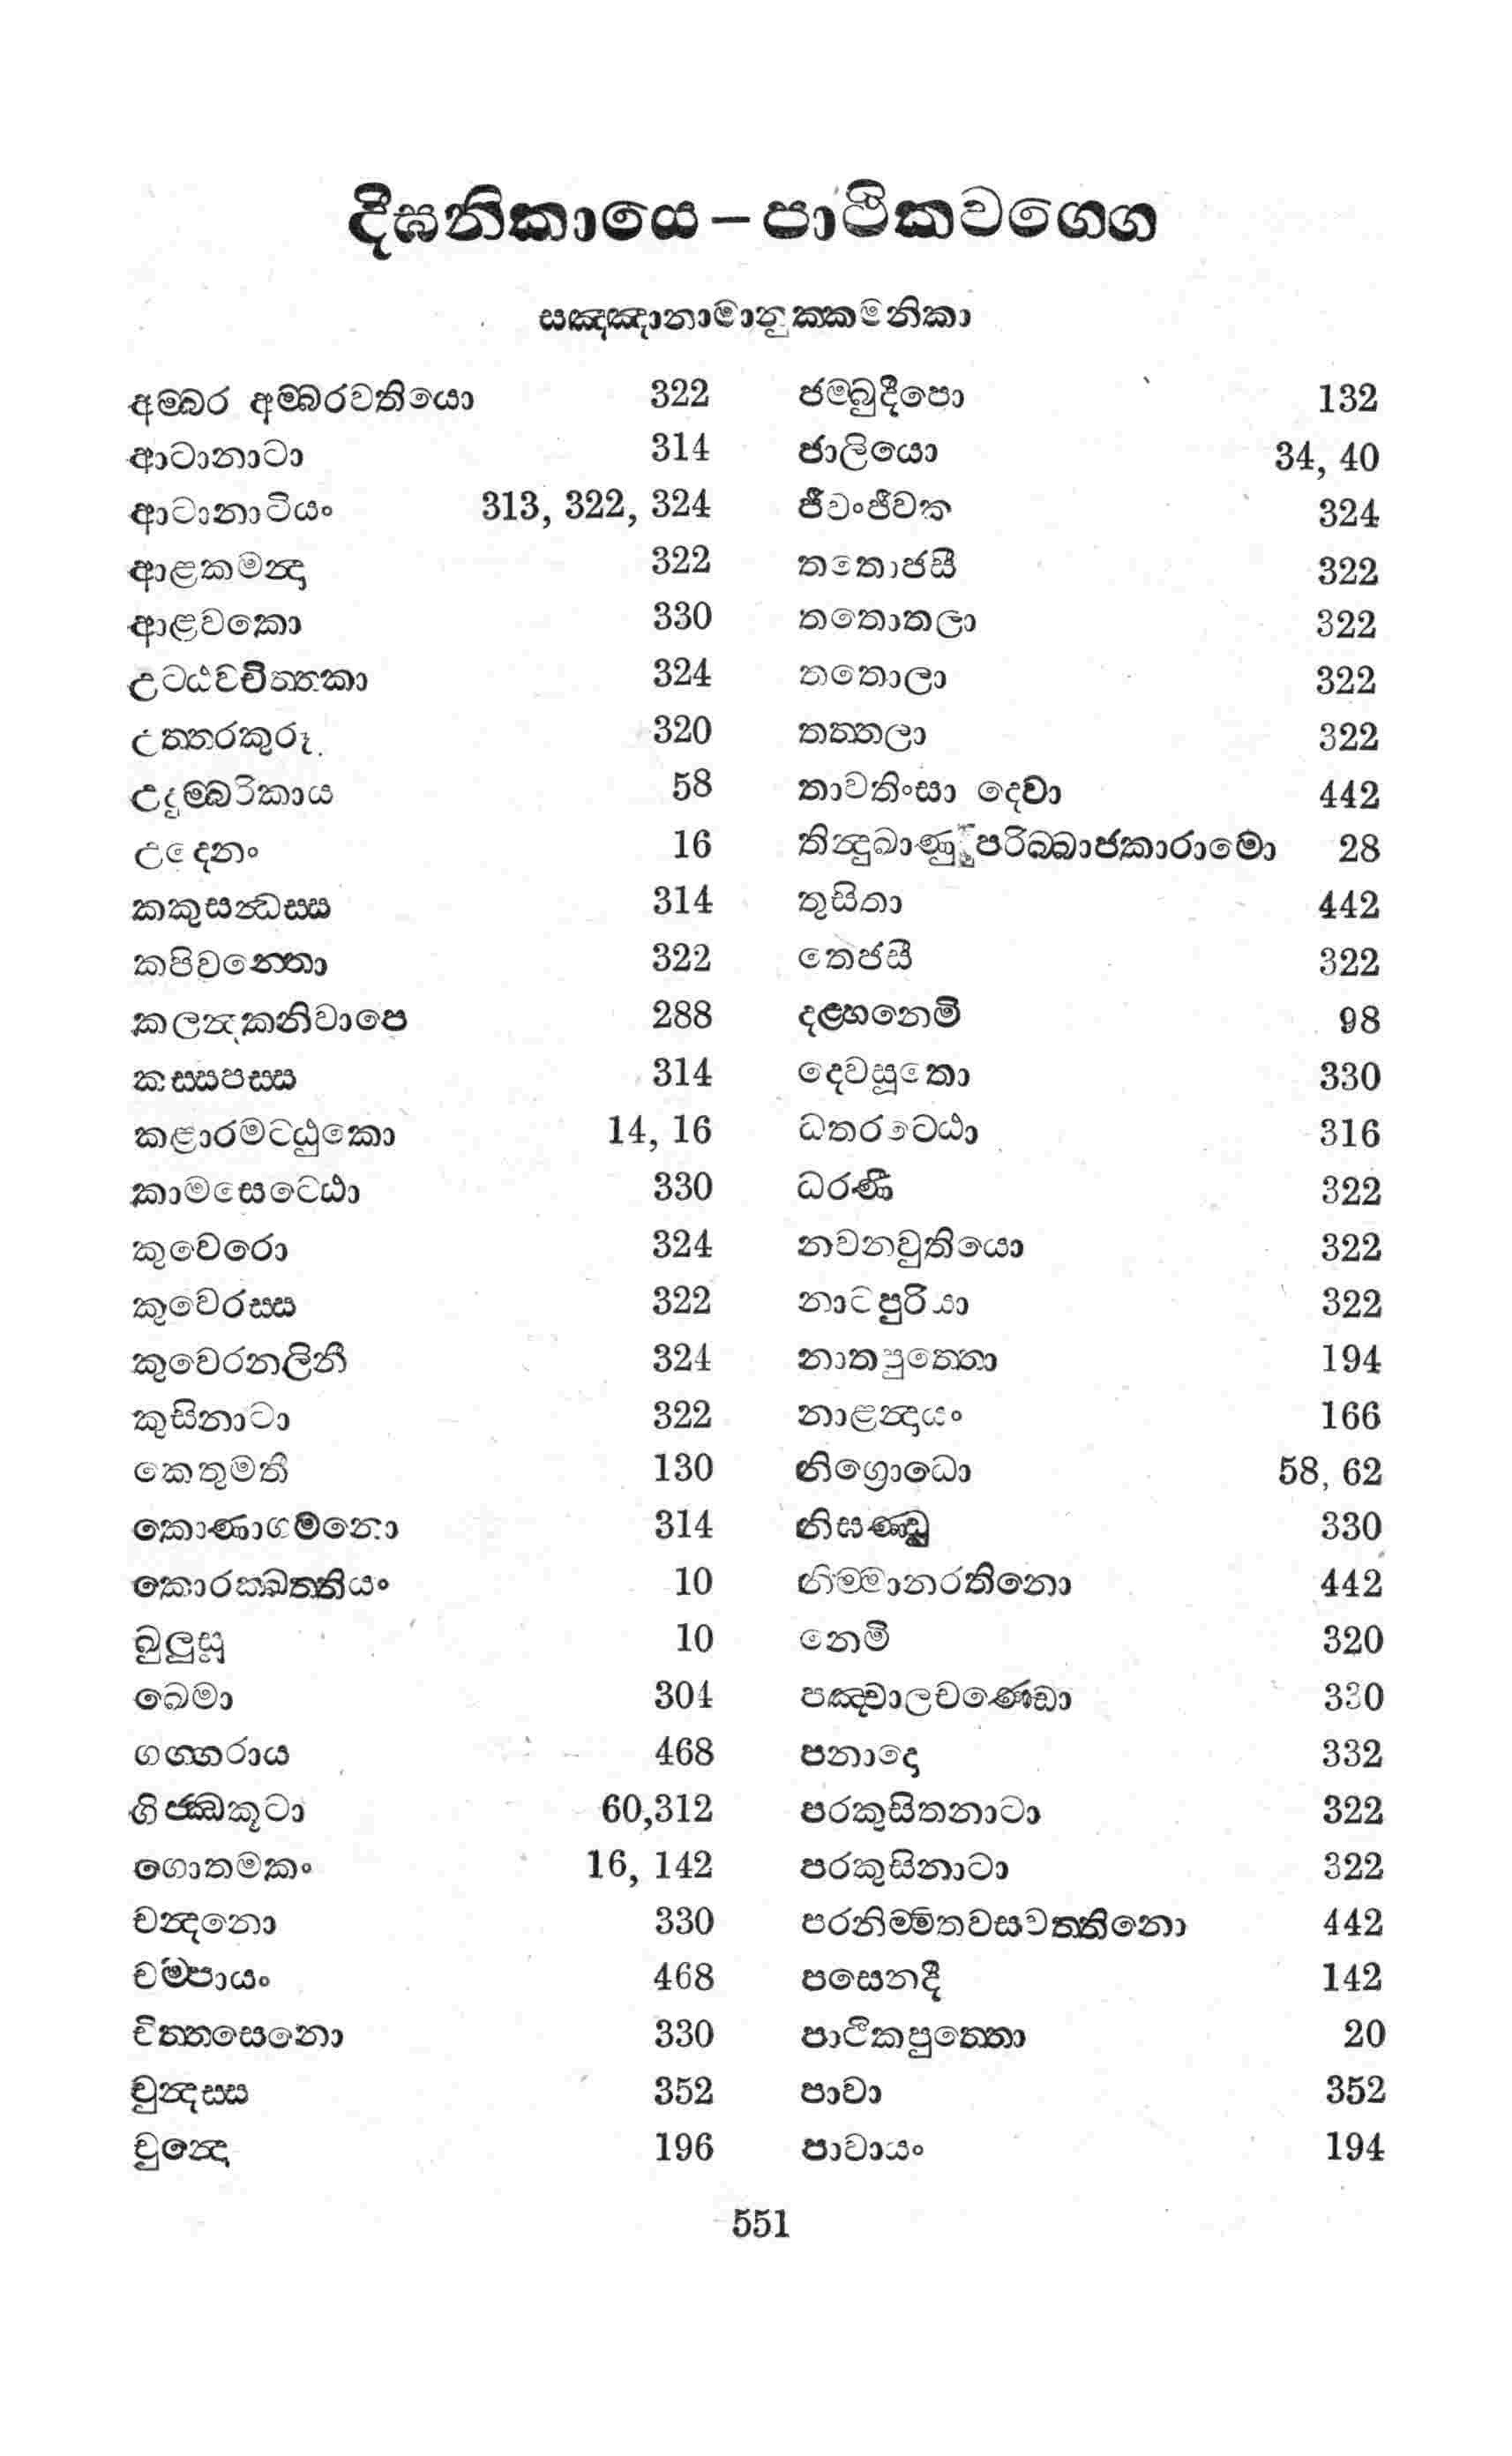 දීඝනිකායෙ – පාථිකවග්ගෙ
සඤ්ඤානාමානුක්කමනිකා
අම්බර අම්බරවතියො 322
ආටානාටා 314
ආටානාටියං 313, 322, 324
ආළකමන්දා 322
ආළවකො 330
උට්ඨවචිත්තකා 324
උත්තරකුරූ 320
උදුම්බරිකාය 58
උදෙනං 16
කකුසන්ධස්ස 314
කපිවන්තො 322
කලන්දකනිවාපෙ 288
කස්සපස්ස 314
කළාරමට්ඨුකො 14, 16
කාමසෙට්ඨො 330
කුවෙරො 324
කුවෙරස්ස 322
කුවෙරනලිනී 324
කුසිනාටා 322
කෙතුමතී 130
කොණාගමනො 314
කොරක්ඛත්තියං 10
ඛුලුසූ 10
ඛෙමා 304
ගග්ගරාය 468
ගිජ්ඣකූටා 60,312
ගොතමකං 16, 142
චන්දනො 330
චම්පායං 468
චිත්තසෙනො 330
චුන්දස්ස 352
චුන්දො 196
ජම්බුදීපො 132
ජාලියො 34, 40
ජීවංජීවක 324
තතොජසී 322
තතොතලා 322
තතොලා 322
තත්තලා 322
තාවතිංසා දෙවා 442
තින්දුඛාණු පරිබ්බාජකාරාමො 28
තුසිතා 442
තෙජසී 322
දළ්හනෙමි 98
දෙවසූතො 330
ධතරට්ඨො 316
ධරණී 322
නවනවුතියො 322
නාටපුරියා 322
නාතපුත්තො 194
නාළන්දායං 166
නිග්‍රොධො 58, 62
නිඝණ්ඩු 330
නිම්මානරතිනො 442
නෙමි 320
පඤ්චාලචණ්ඩො 330
පනාදො 332
පරකුසිතනාටා 322
පරකුසිනාටා 322
පරනිම්මිතවසවත්තිනො 442
පසෙනදී 142
පාටිකපුත්තො 20
පාවා 352
පාවායං 194
551